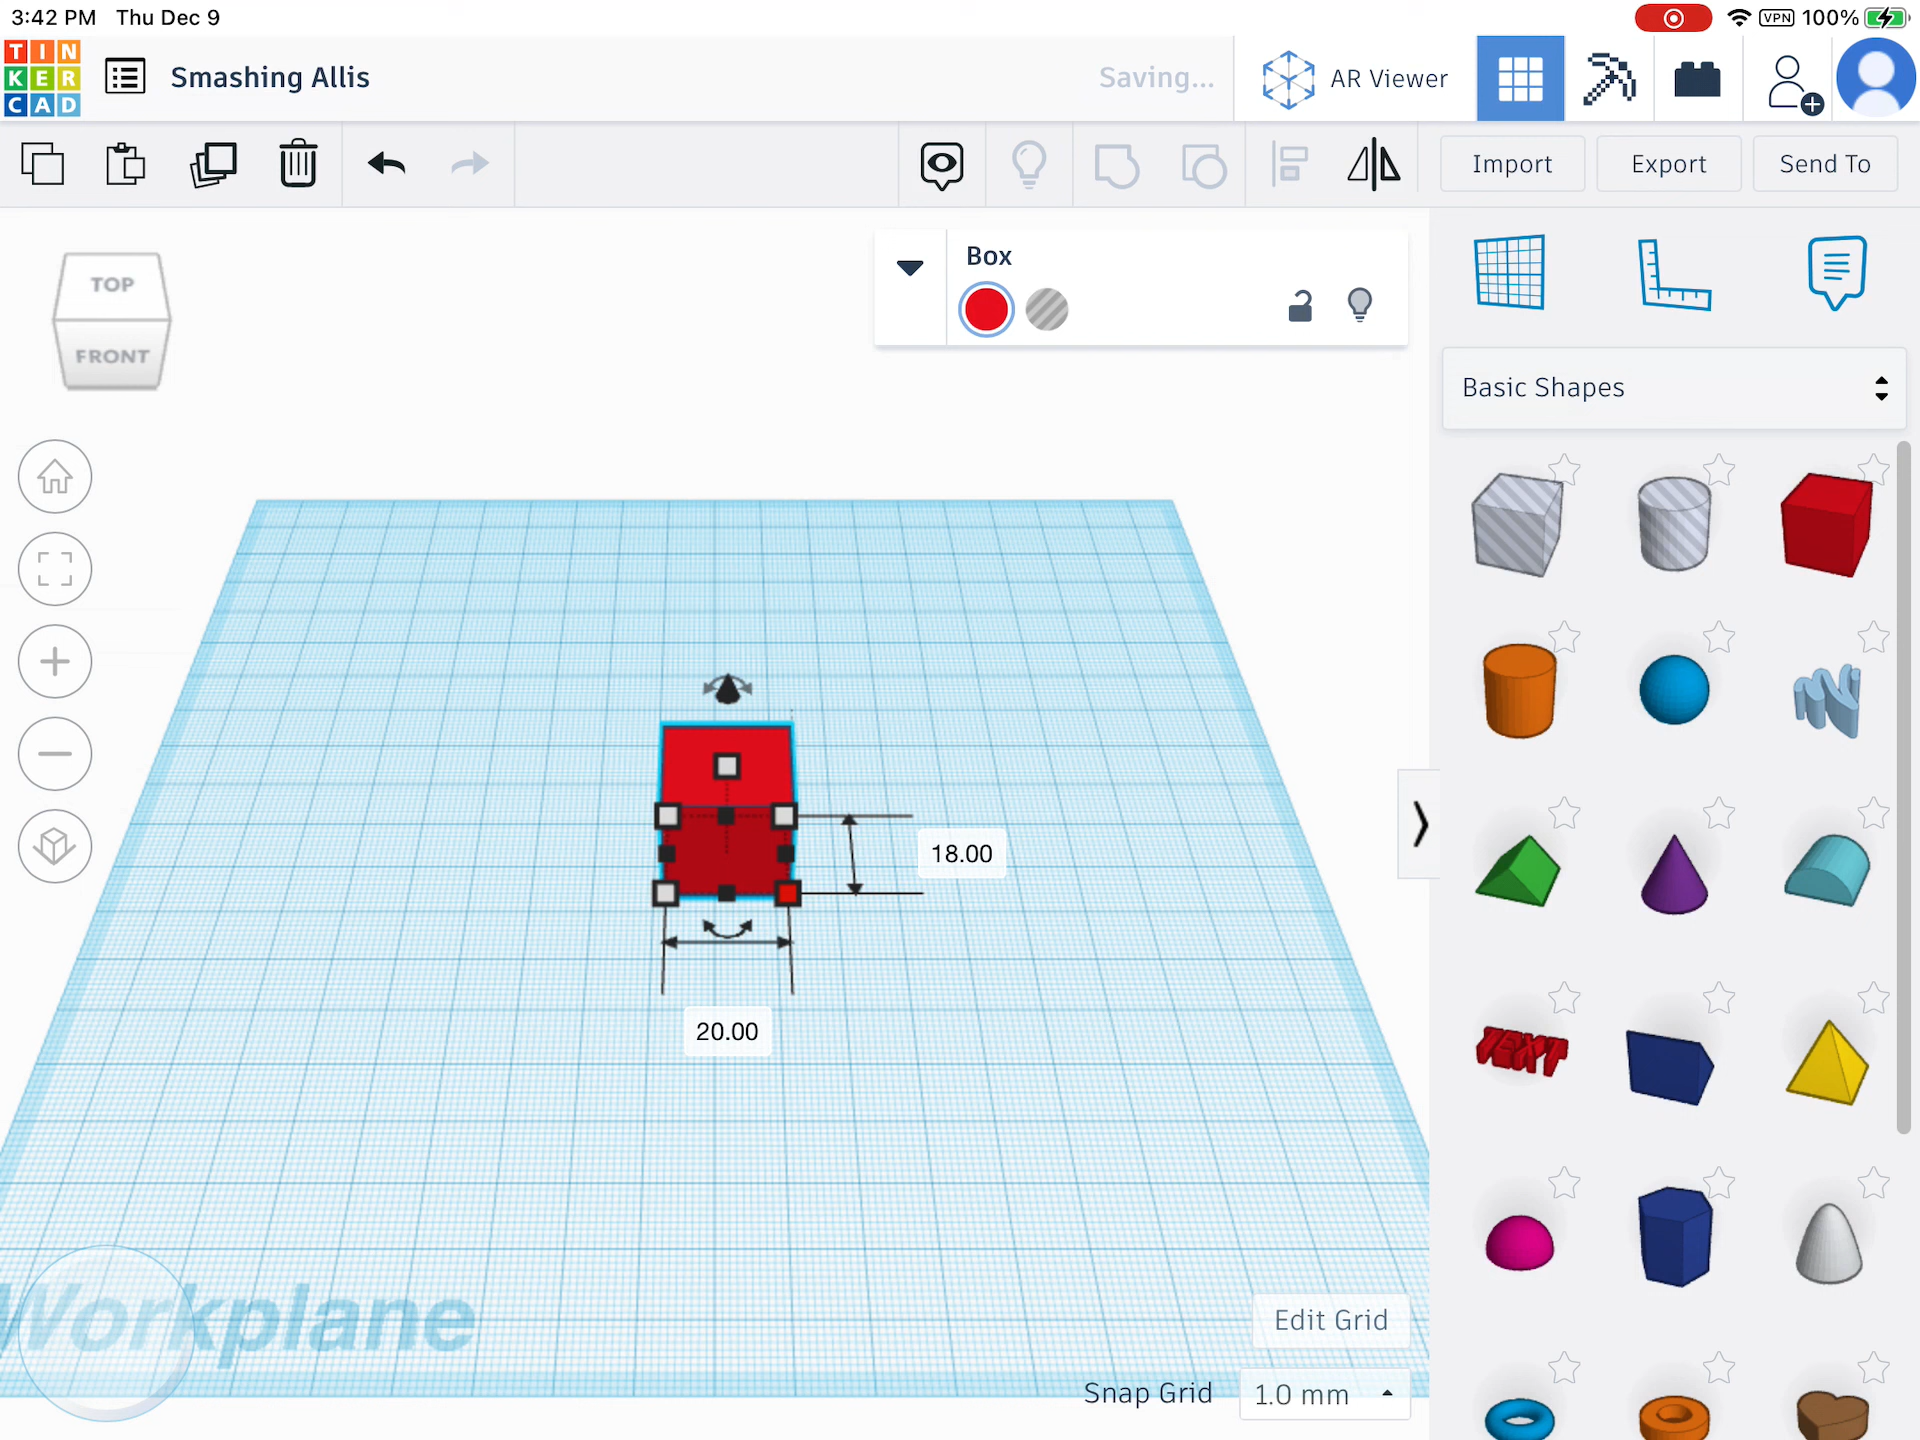 3:42 PM Thu Dec 9
VPN 100%
TIN
KER
CAD
Smashing Allis
Saving...
AR Viewer
Import
Export
Send To
TOP
FRONT
Box
Basic Shapes
18.00
20.00
TEXT
Workplane
Edit Grid
Snap Grid 1.0 mm